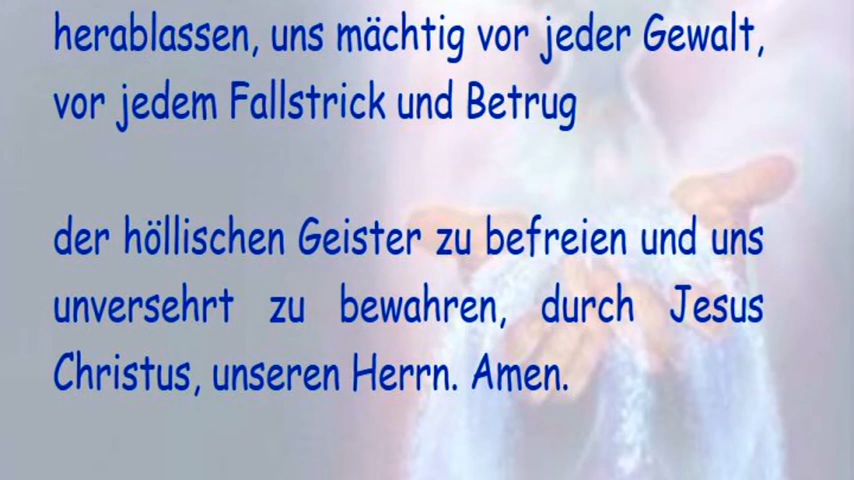 herablassen, uns mächtig vor jeder Gewalt,
vor jedem Fallstrick und Betrug
der höllischen Geister zu befreien und uns
unversehrt zu bewahren, durch Jesus
Christus, unseren Herrn. Amen.